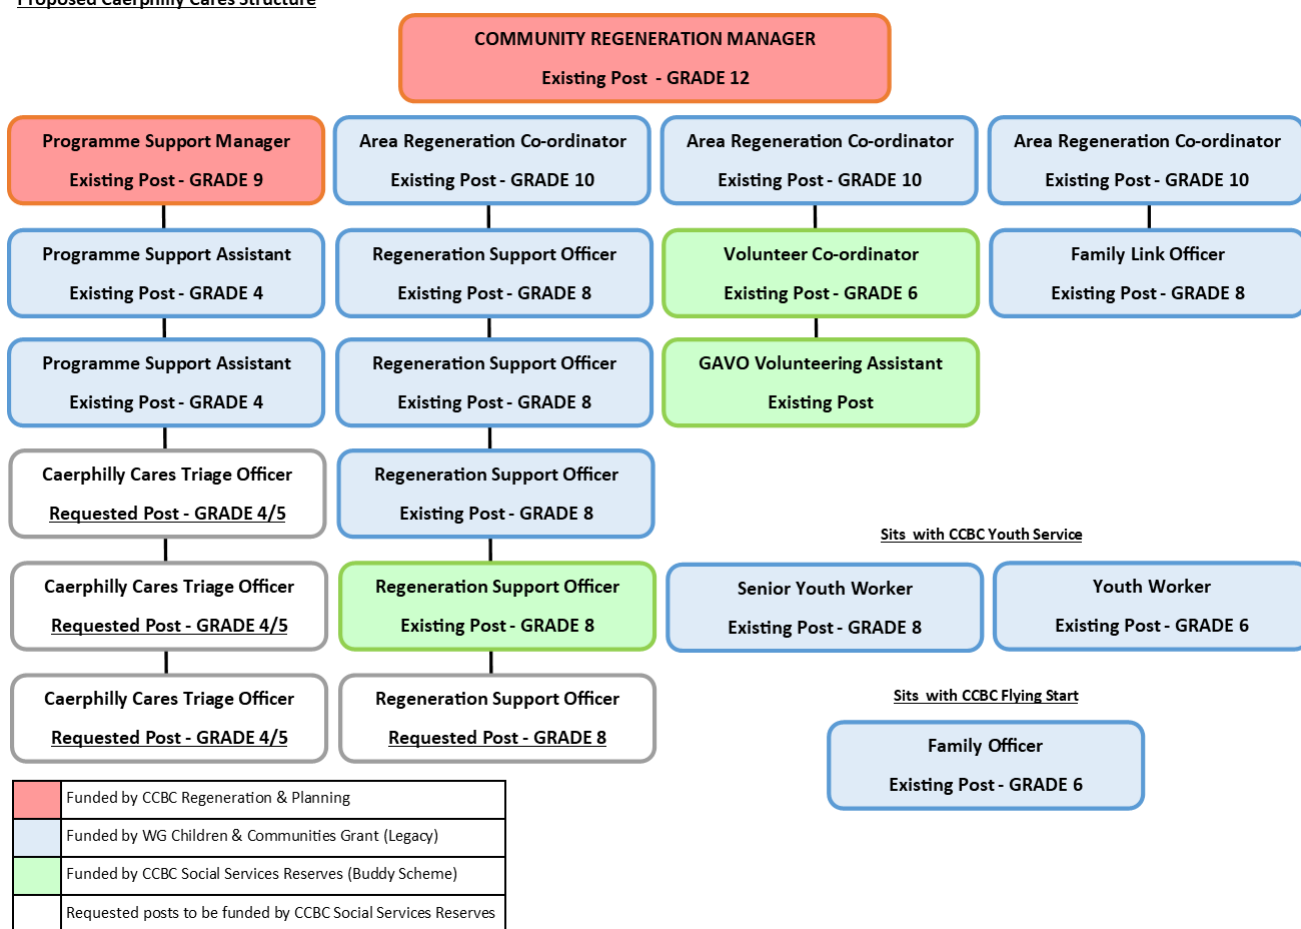 Proposed Caerphilly Cares Structure
COMMUNITY REGENERATION MANAGER
Existing Post - GRADE 12
Programme Support Manager
Existing Post - GRADE 9
Area Regeneration Co-ordinator
Existing Post - GRADE 10
Area Regeneration Co-ordinator
Existing Post - GRADE 10
Area Regeneration Co-ordinator
Existing Post - GRADE 10
Programme Support Assistant
Existing Post - GRADE 4
Regeneration Support Officer
Existing Post - GRADE 8
Volunteer Co-ordinator
Existing Post - GRADE 6
Family Link Officer
Existing Post - GRADE 8
Programme Support Assistant
Existing Post - GRADE 4
Regeneration Support Officer
Existing Post - GRADE 8
GAVO Volunteering Assistant
Existing Post
Caerphilly Cares Triage Officer
Requested Post - GRADE 4/5
Regeneration Support Officer
Existing Post - GRADE 8
Sits with CCBC Youth Service
Caerphilly Cares Triage Officer
Requested Post - GRADE 4/5
Regeneration Support Officer
Existing Post - GRADE 8
Senior Youth Worker
Existing Post - GRADE 8
Youth Worker
Existing Post - GRADE 6
Caerphilly Cares Triage Officer
Requested Post - GRADE 4/5
Regeneration Support Officer
Requested Post - GRADE 8
Sits with CCBC Flying Start
Family Officer
Existing Post - GRADE 6
Funded by CCBC Regeneration & Planning
Funded by WG Children & Communities Grant (Legacy)
Funded by CCBC Social Services Reserves (Buddy Scheme)
Requested posts to be funded by CCBC Social Services Reserves